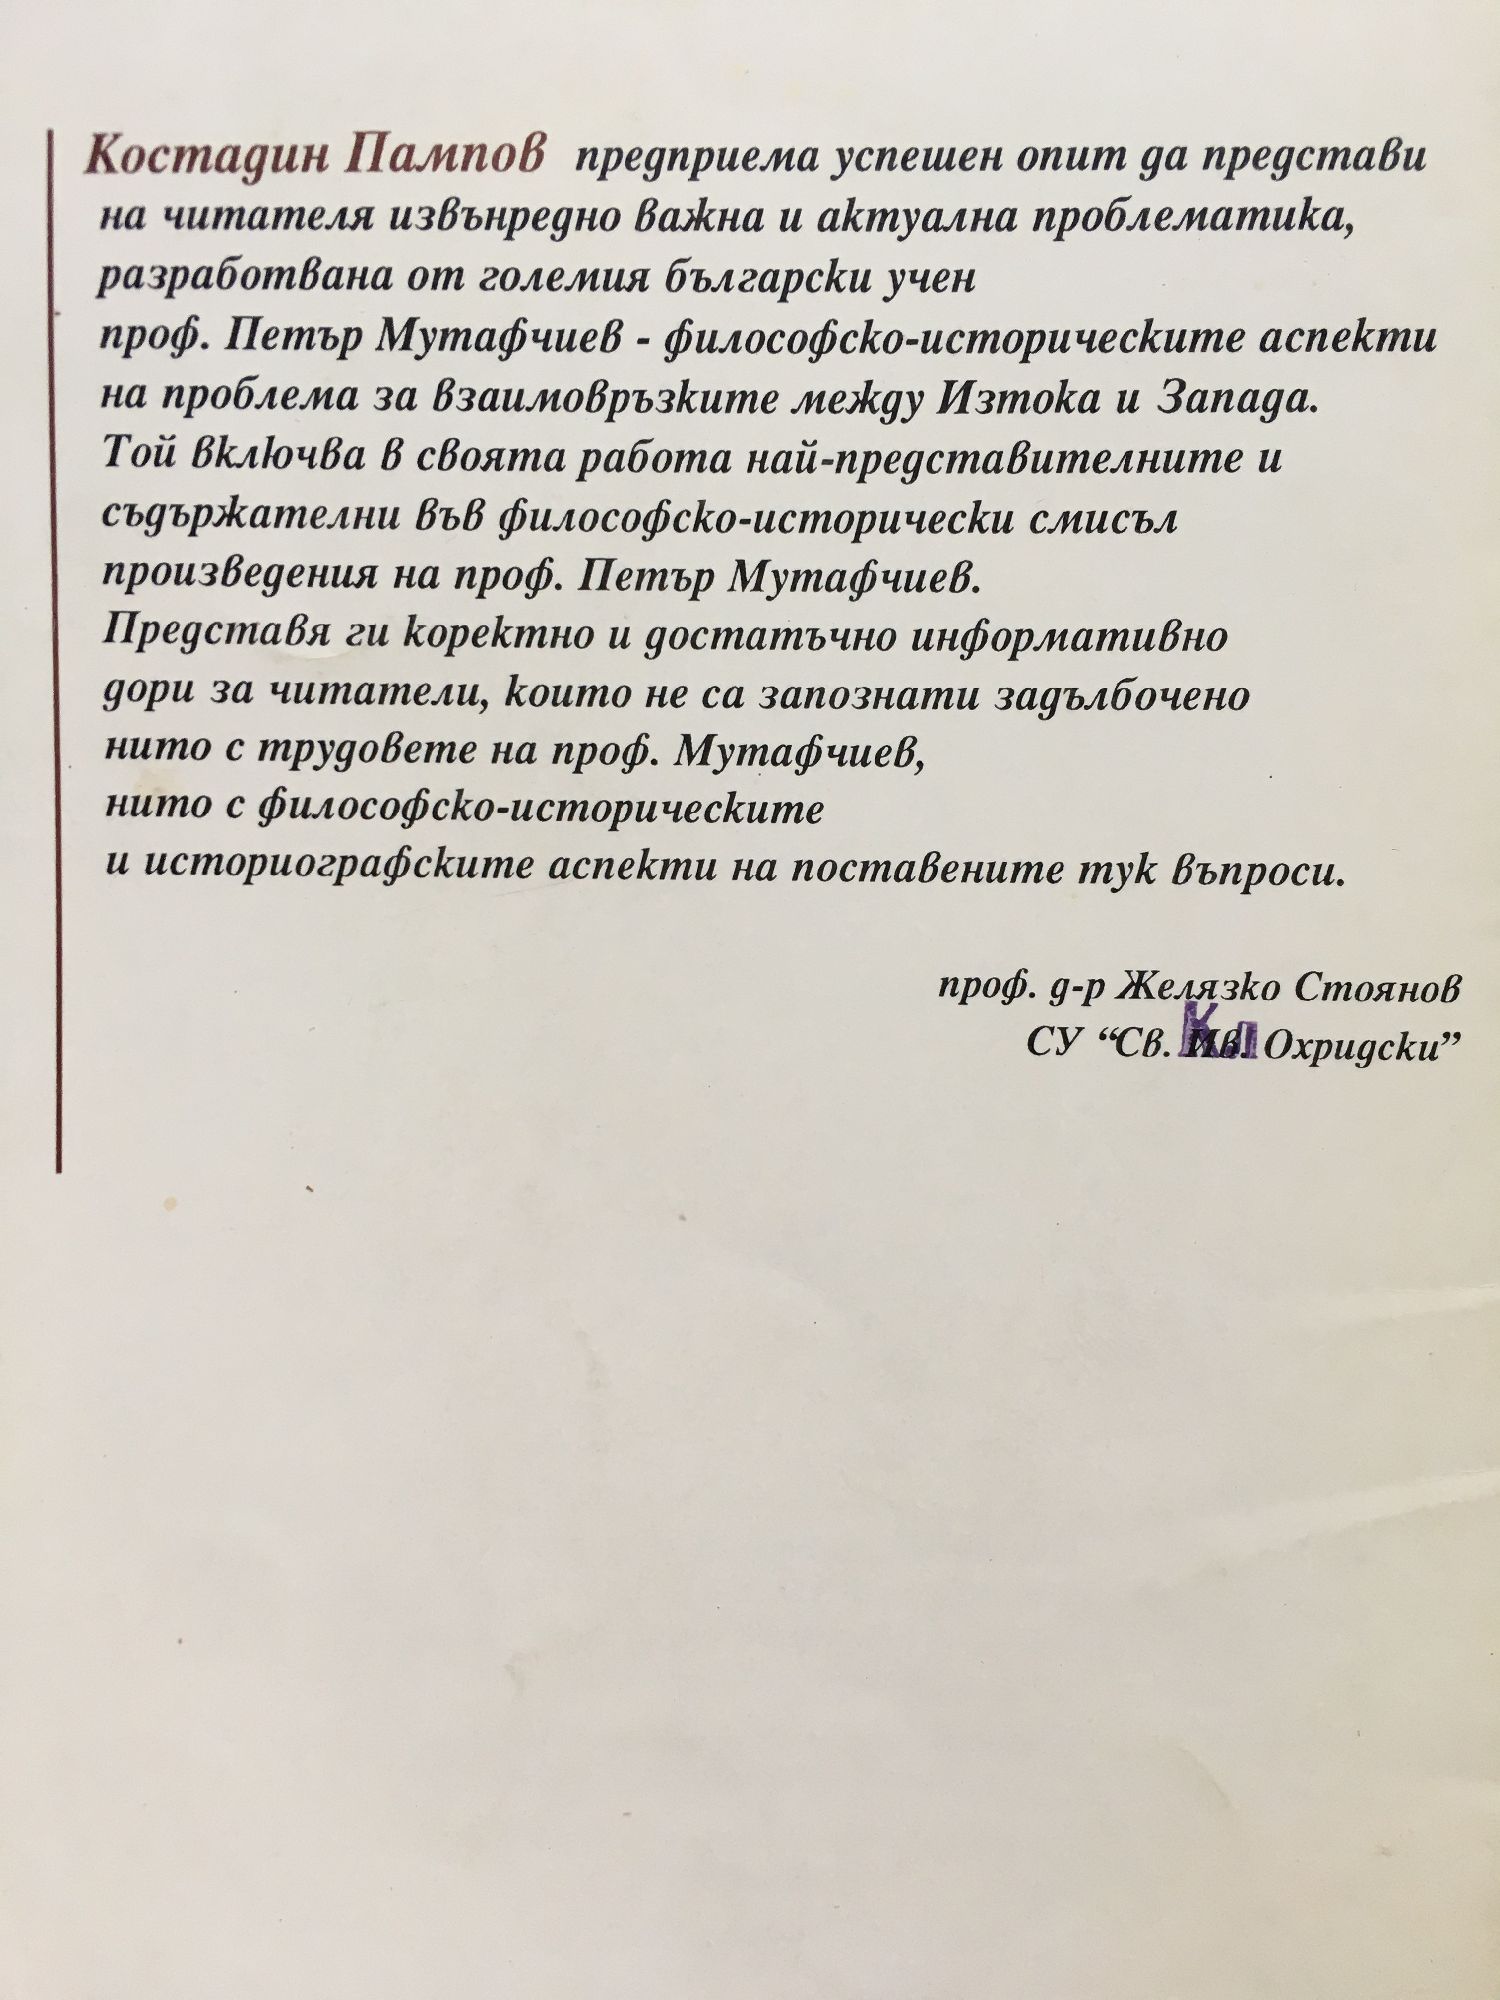 Костадин Пампов предприема успешен опит да представи
на читателя извънредно важна и актуална проблематика,
разработвана от големия български учен
проф. Петър Мутафчиев - философско-историческите аспекти
на проблема за взаимовръзките между Изтока и Запада.
Той включва в своята работа най-представителните и
съдържателни във философско-исторически смисъл
произведения на проф. Петър Мутафчиев.
Представя ги коректно и достатъчно информативно
дори за читатели, които не са запознати задълбочено
нито с трудовете на проф. Мутафчиев,
нито с философско-историческите
и историографските аспекти на поставените тук въпроси.
проф. д-р Желязко Стоянов
СУ “Св. Кл. Охридски”